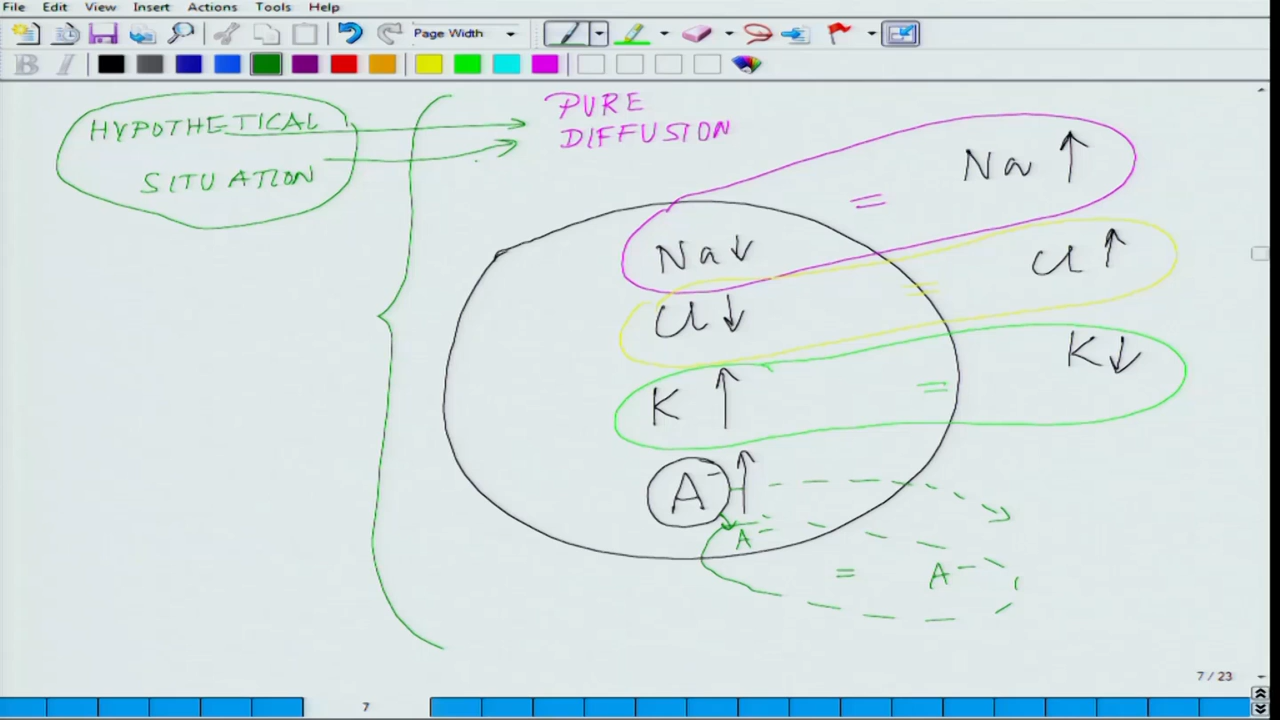 File Edit View Insert Actions Tools Help
Page Width
B I
HYPOTHETICAL
SITUATION
PURE
DIFFUSION
Na ↑
=
Na ↓
Cl ↑
=
Cl ↓
K ↓
K ↑
=
A⁻ ↑
A⁻
= A⁻
7 / 23
7